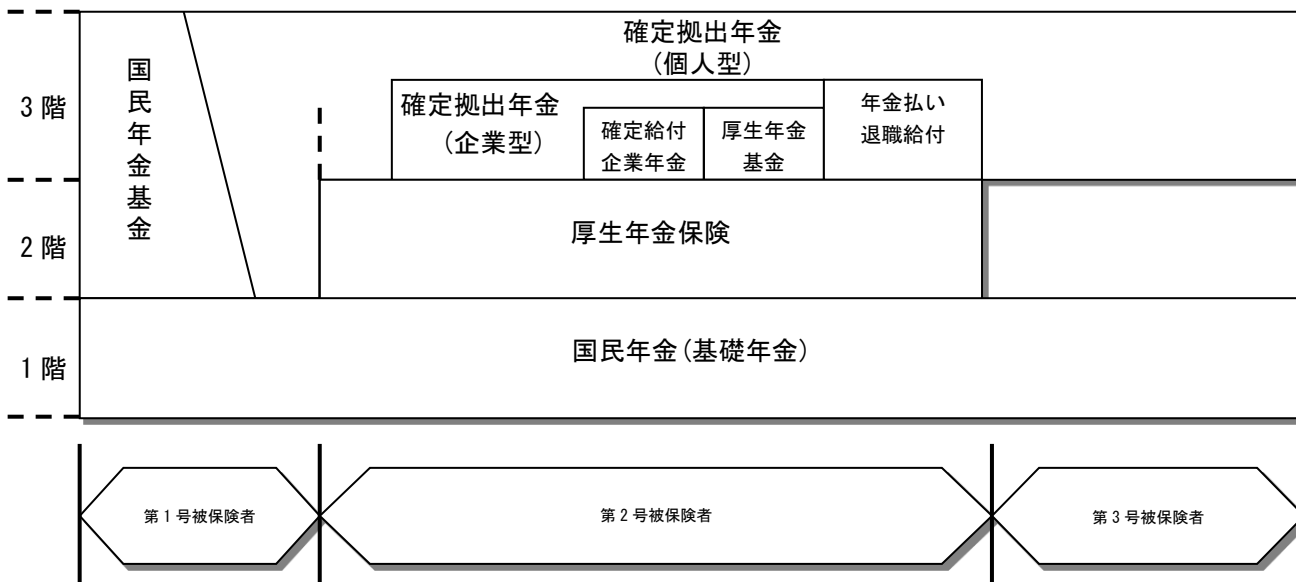 確定拠出年金
(個人型)
国民年金基金
3階
確定拠出年金
(企業型)
確定給付
企業年金
厚生年金
基金
年金払い
退職給付
2階
厚生年金保険
1階
国民年金(基礎年金)
第1号被保険者
第2号被保険者
第3号被保険者